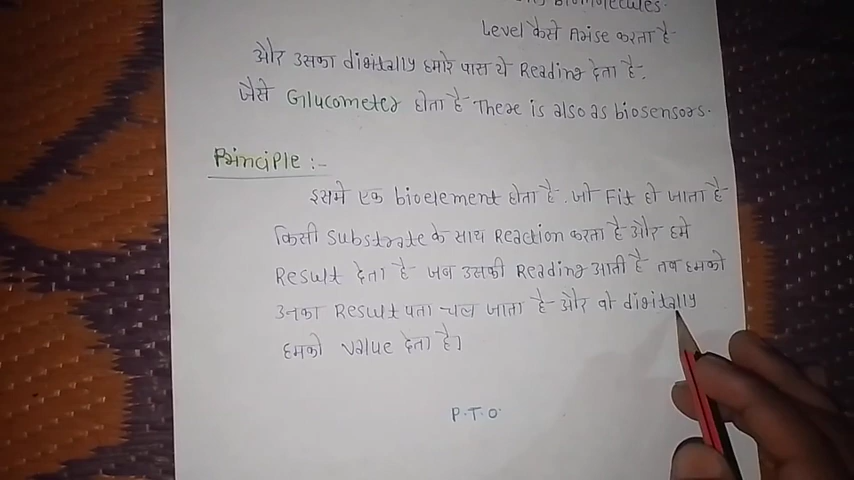 Biomolecules.
Level कैसे Arise करता है
और उसका digitally हमारे पास ये Reading देता है.
जैसे Glucometer होता है There is also as biosensors.
Principle :-
इसमे एक bioelement होता है. जो Fit हो जाता है
किसी Substrate के साथ Reaction करता है और हमे
Result देता है जब उसकी Reading आती है तब हमको
उनका Result पता चल जाता है और वो digitally
हमको value देता है।
P.T.O.